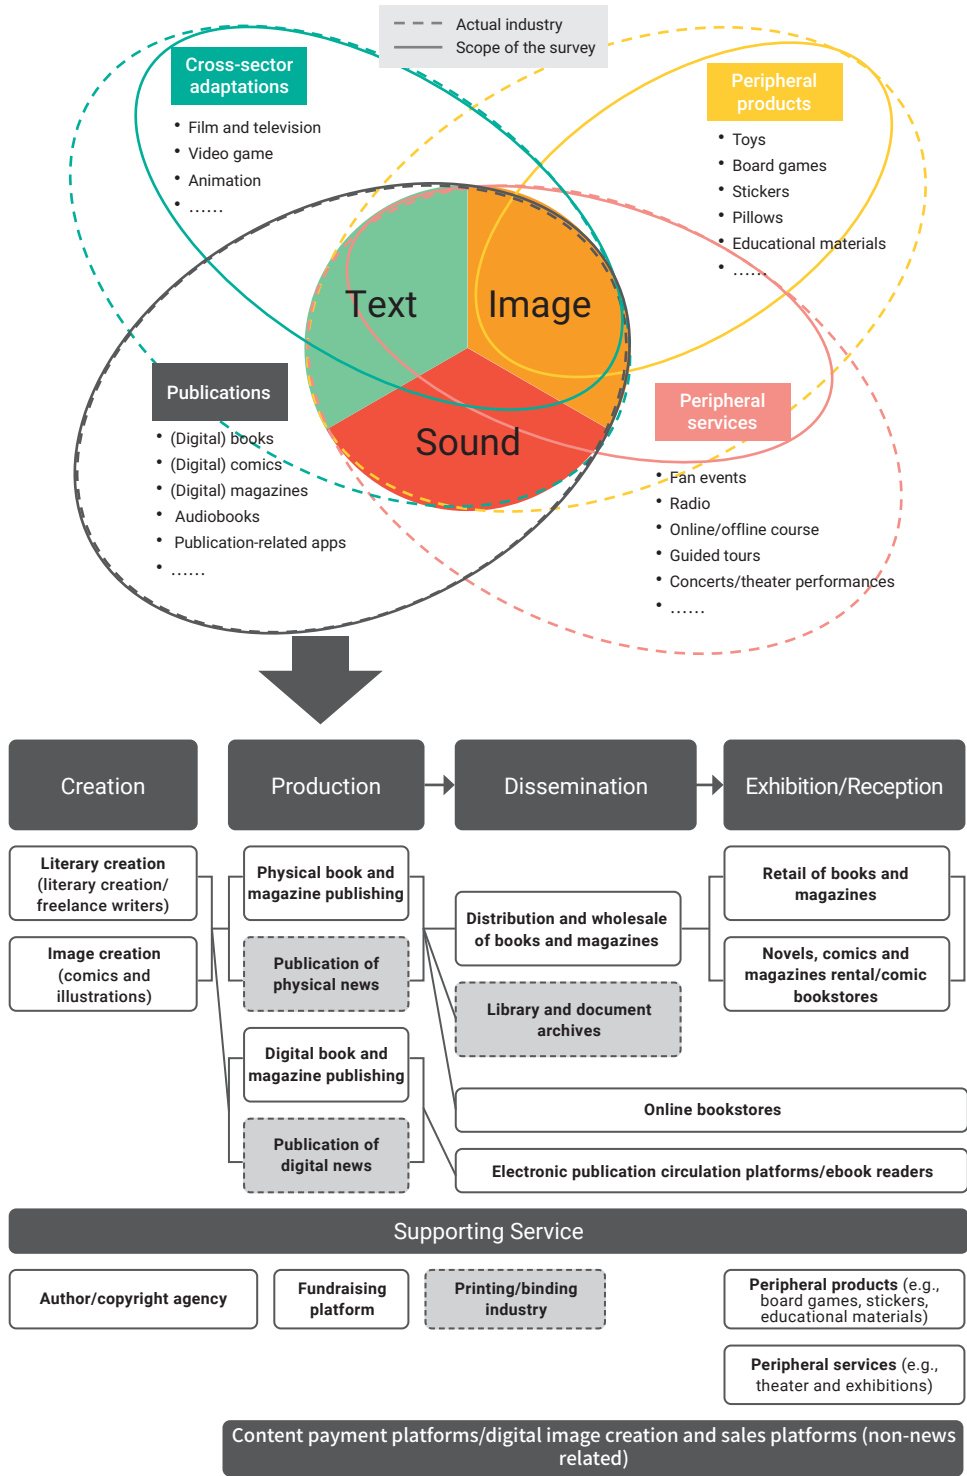 Actual industry
Scope of the survey
Cross-sector
adaptations
• Film and television
• Video game
• Animation
• ......
Peripheral
products
• Toys
• Board games
• Stickers
• Pillows
• Educational materials
• ......
Text
Image
Sound
Publications
• (Digital) books
• (Digital) comics
• (Digital) magazines
• Audiobooks
• Publication-related apps
• ......
Peripheral
services
• Fan events
• Radio
• Online/offline course
• Guided tours
• Concerts/theater performances
• ......
Creation
Production
Dissemination
Exhibition/Reception
Literary creation
(literary creation/
freelance writers)
Image creation
(comics and
illustrations)
Physical book and
magazine publishing
Publication of
physical news
Digital book and
magazine publishing
Publication of
digital news
Distribution and wholesale
of books and magazines
Library and document
archives
Retail of books and
magazines
Novels, comics and
magazines rental/comic
bookstores
Online bookstores
Electronic publication circulation platforms/ebook readers
Supporting Service
Author/copyright agency
Fundraising
platform
Printing/binding
industry
Peripheral products (e.g.,
board games, stickers,
educational materials)
Peripheral services (e.g.,
theater and exhibitions)
Content payment platforms/digital image creation and sales platforms (non-news
related)